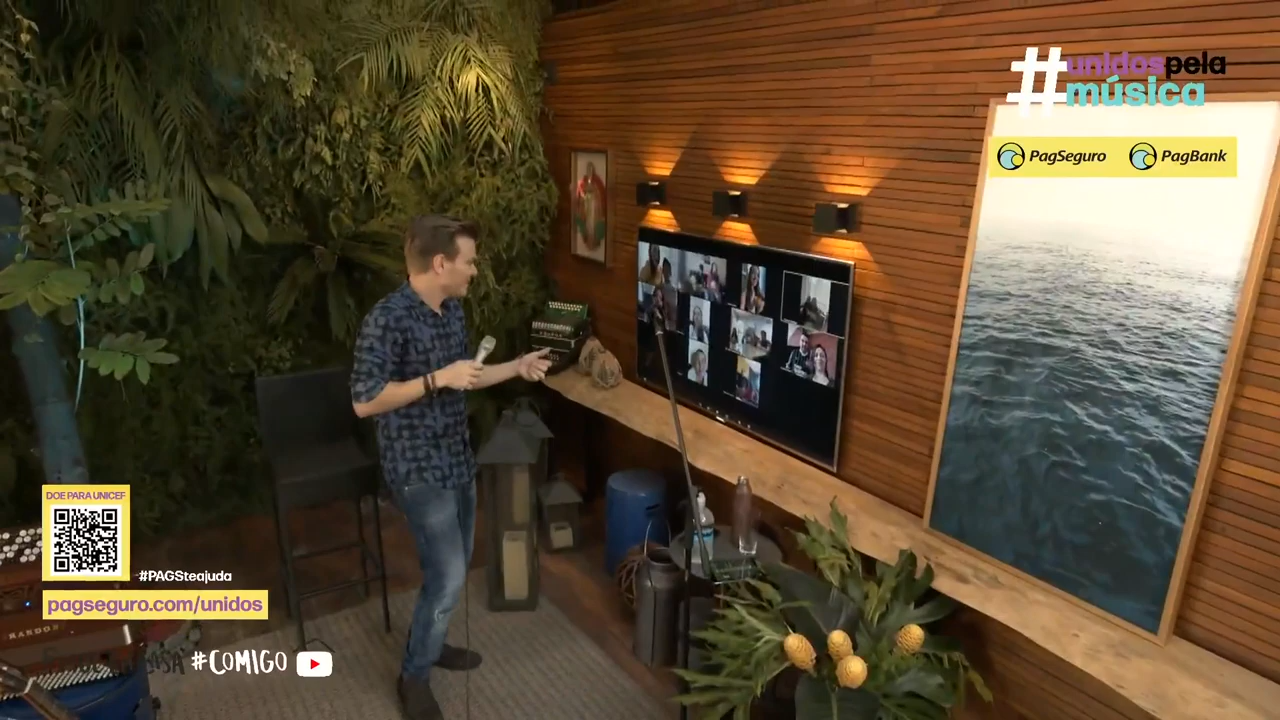 #unidospela
música
PagSeguro PagBank
DOE PARA UNICEF
#PAGSteajuda
pagseguro.com/unidos
#COMIGO